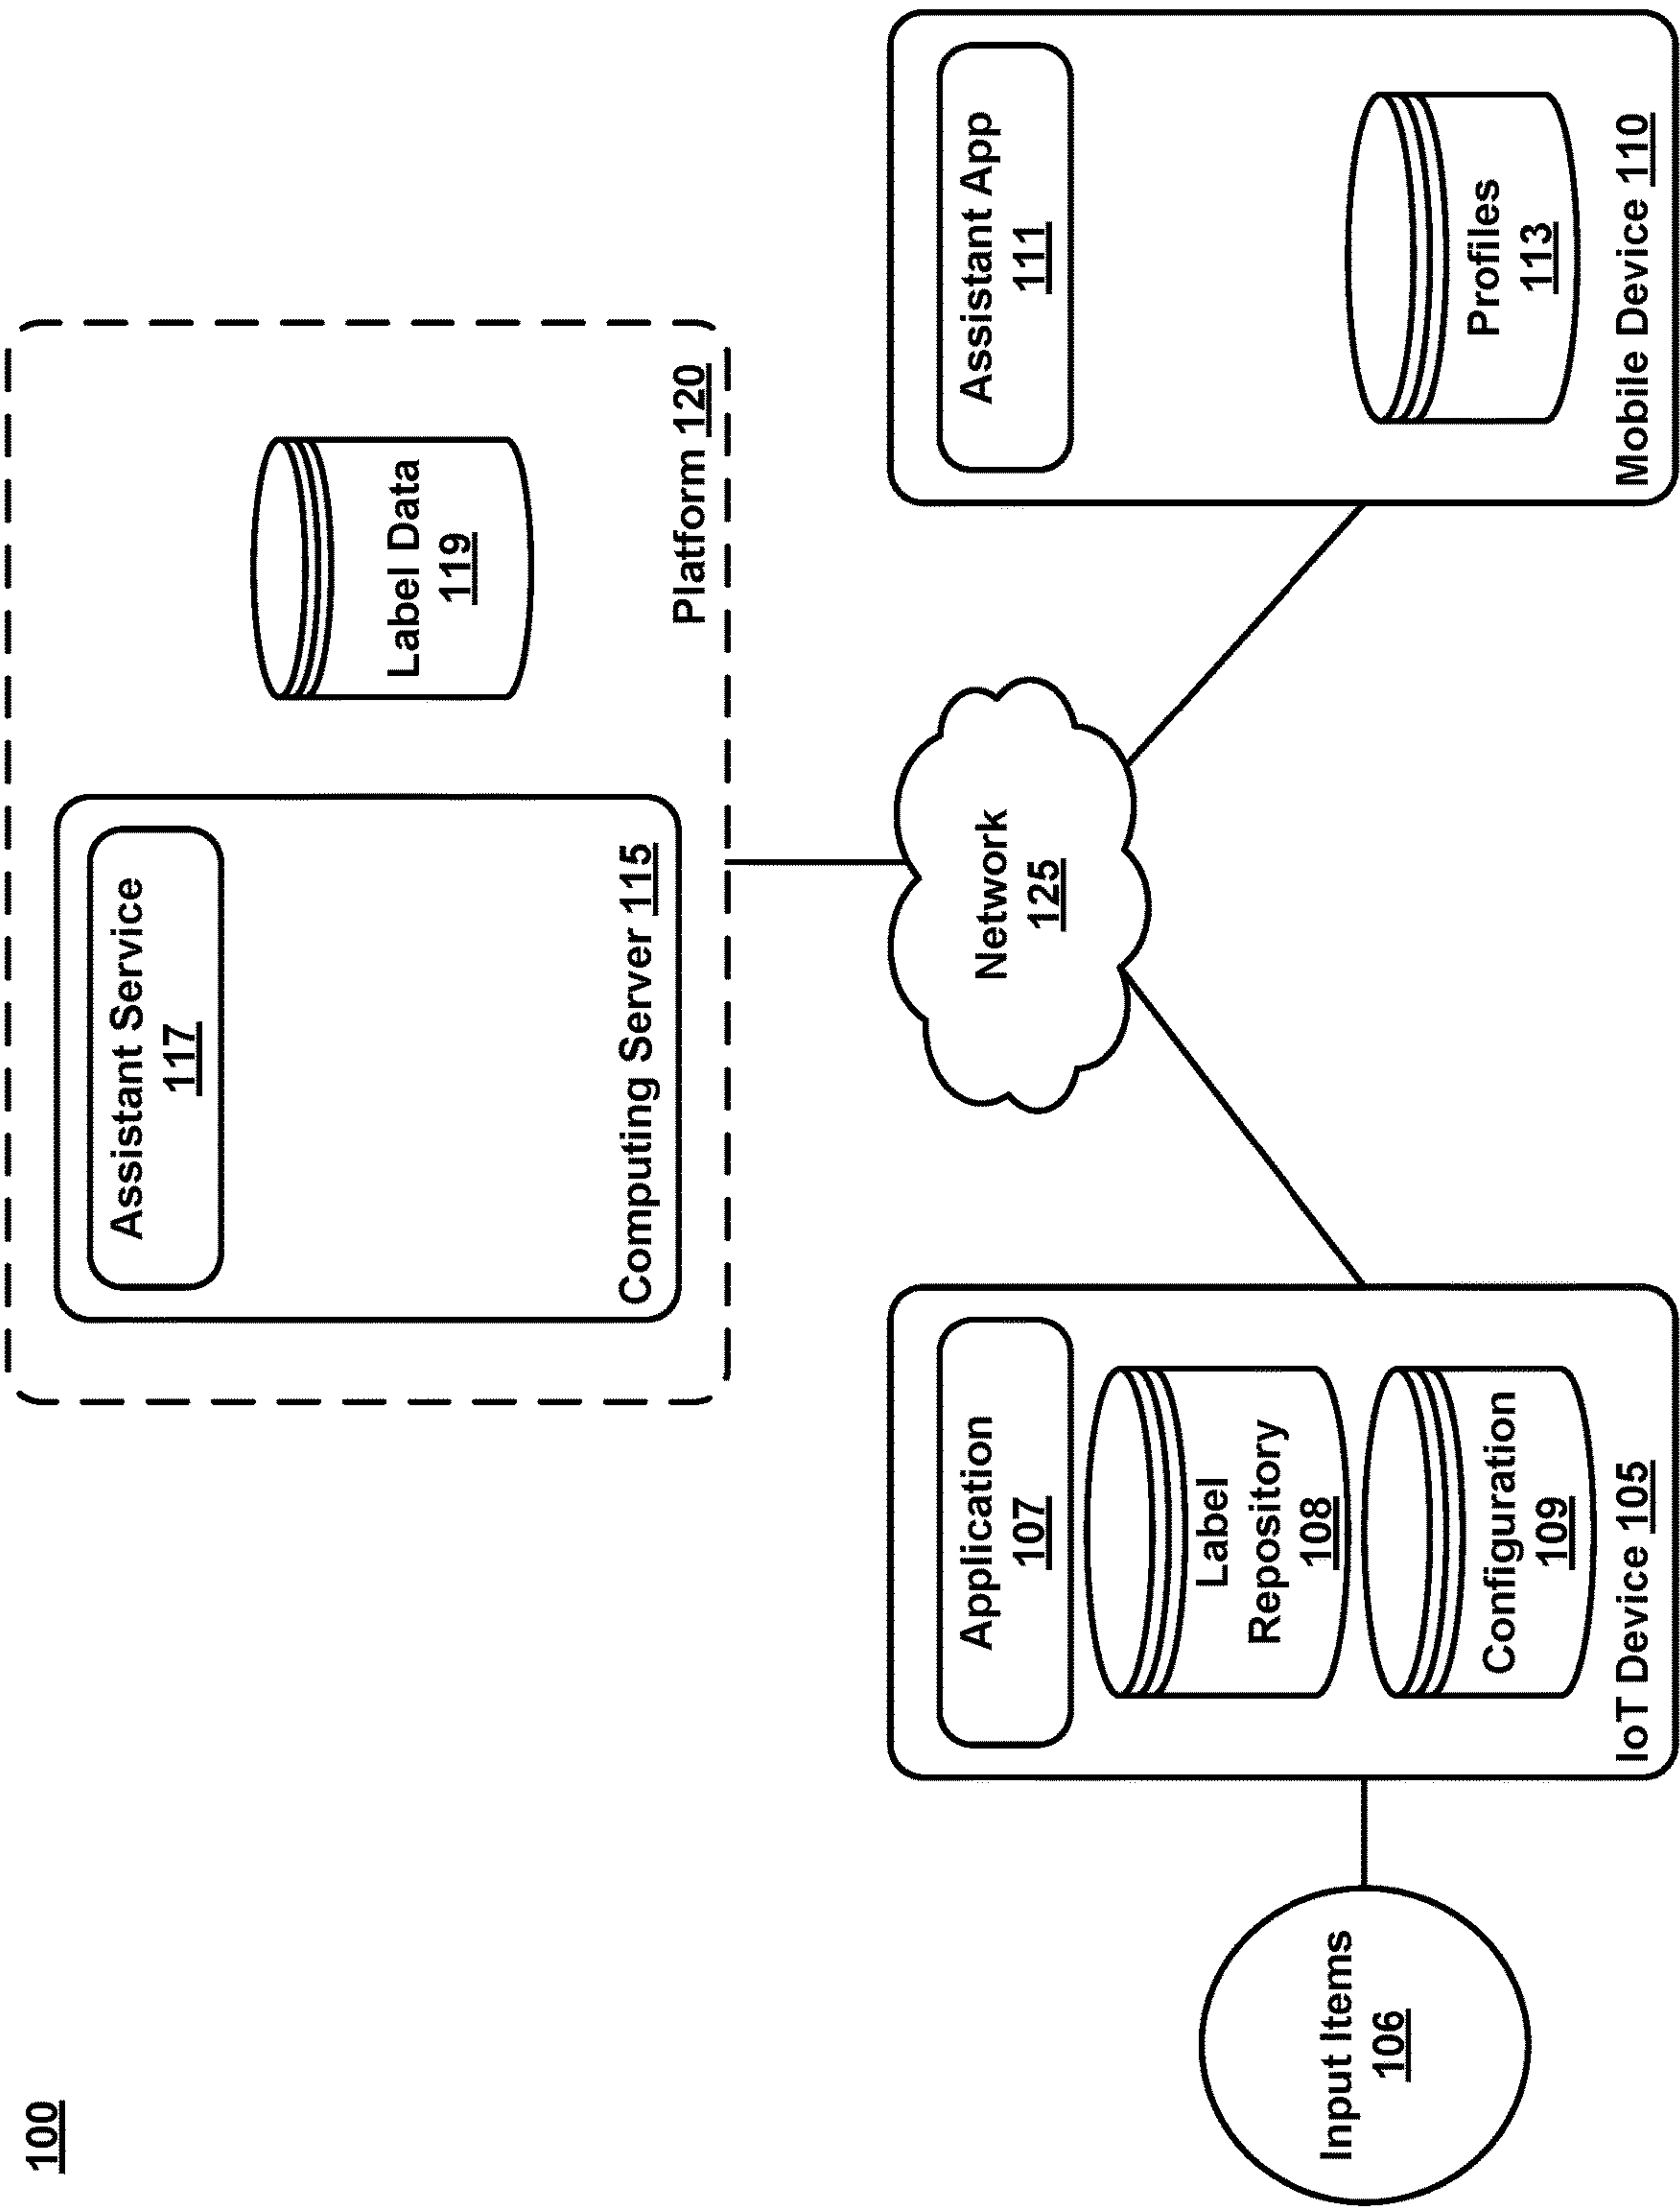 100
Assistant Service
117
Computing Server 115
Label Data
119
Platform 120
Network
125
Input Items
106
Application
107
Label
Repository
108
Configuration
109
IoT Device 105
Assistant App
111
Profiles
113
Mobile Device 110